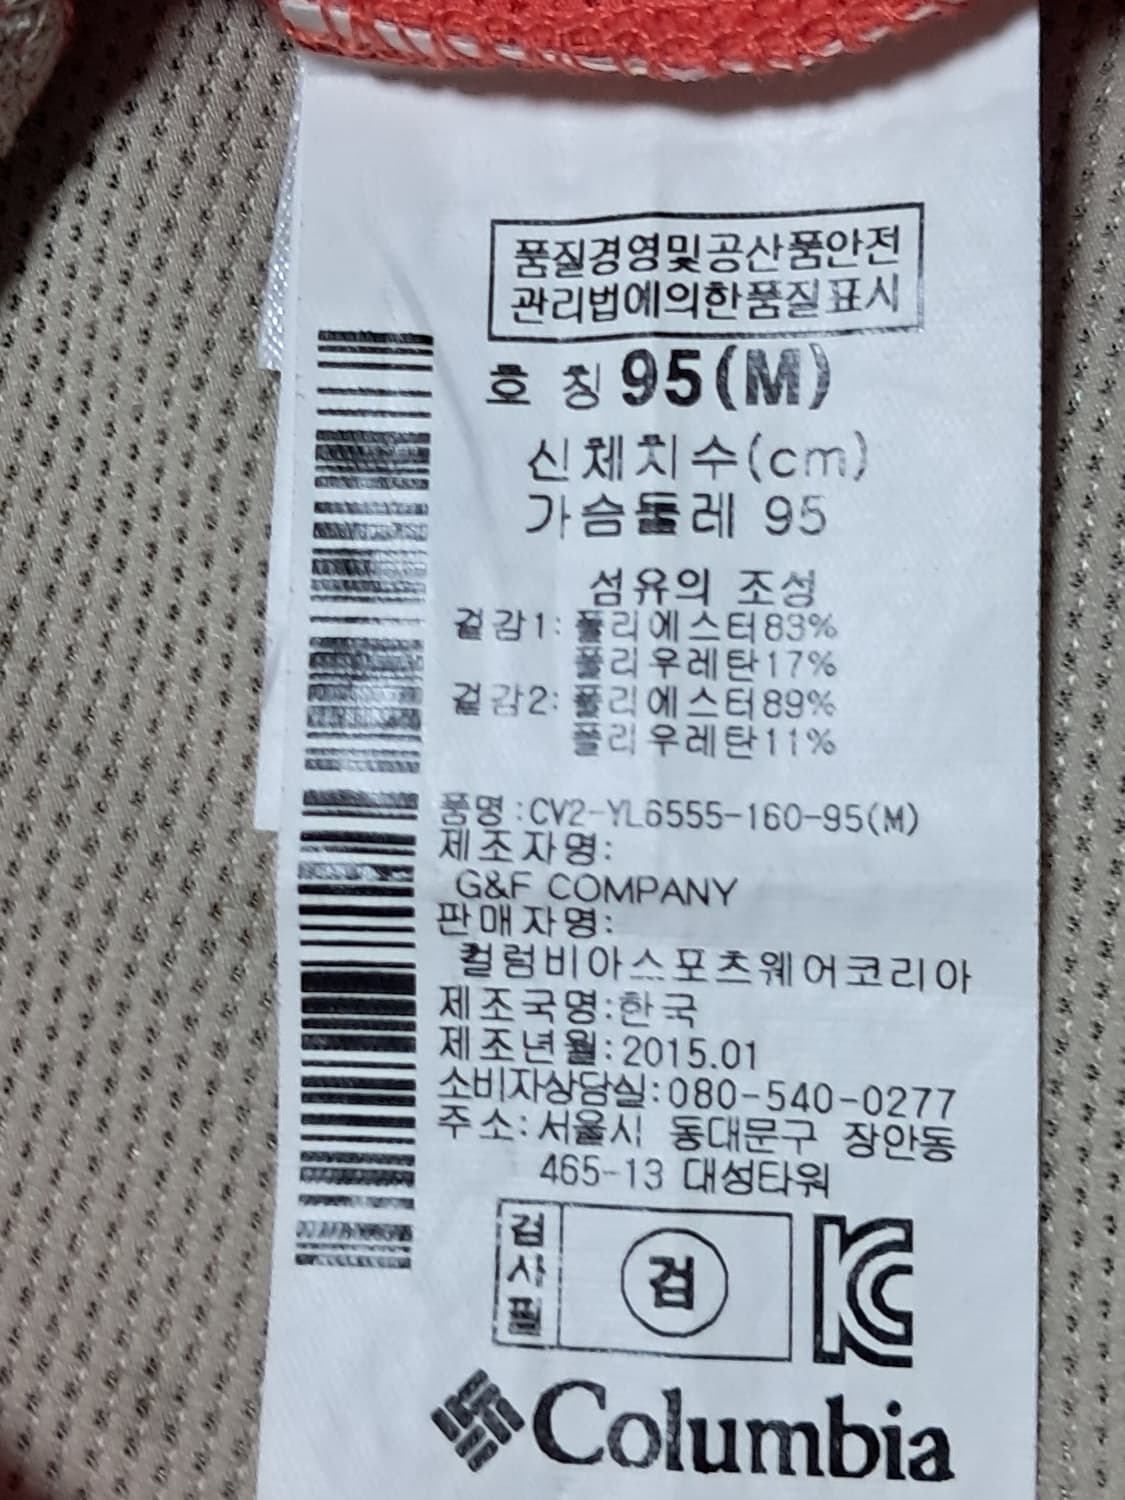 품질경영및공산품안전
관리법에의한품질표시
호 칭 95(M)
신체치수(cm)
가슴둘레 95
섬유의 조성
겉감1: 폴리에스터83%
폴리우레탄17%
겉감2: 폴리에스터89%
폴리우레탄11%
품명:CV2-YL6555-160-95(M)
제조자명:
G&F COMPANY
판매자명:
컬럼비아스포츠웨어코리아
제조국명:한국
제조년월:2015.01
소비자상담실:080-540-0277
주소:서울시 동대문구 장안동
465-13 대성타워
검사필 검
Columbia